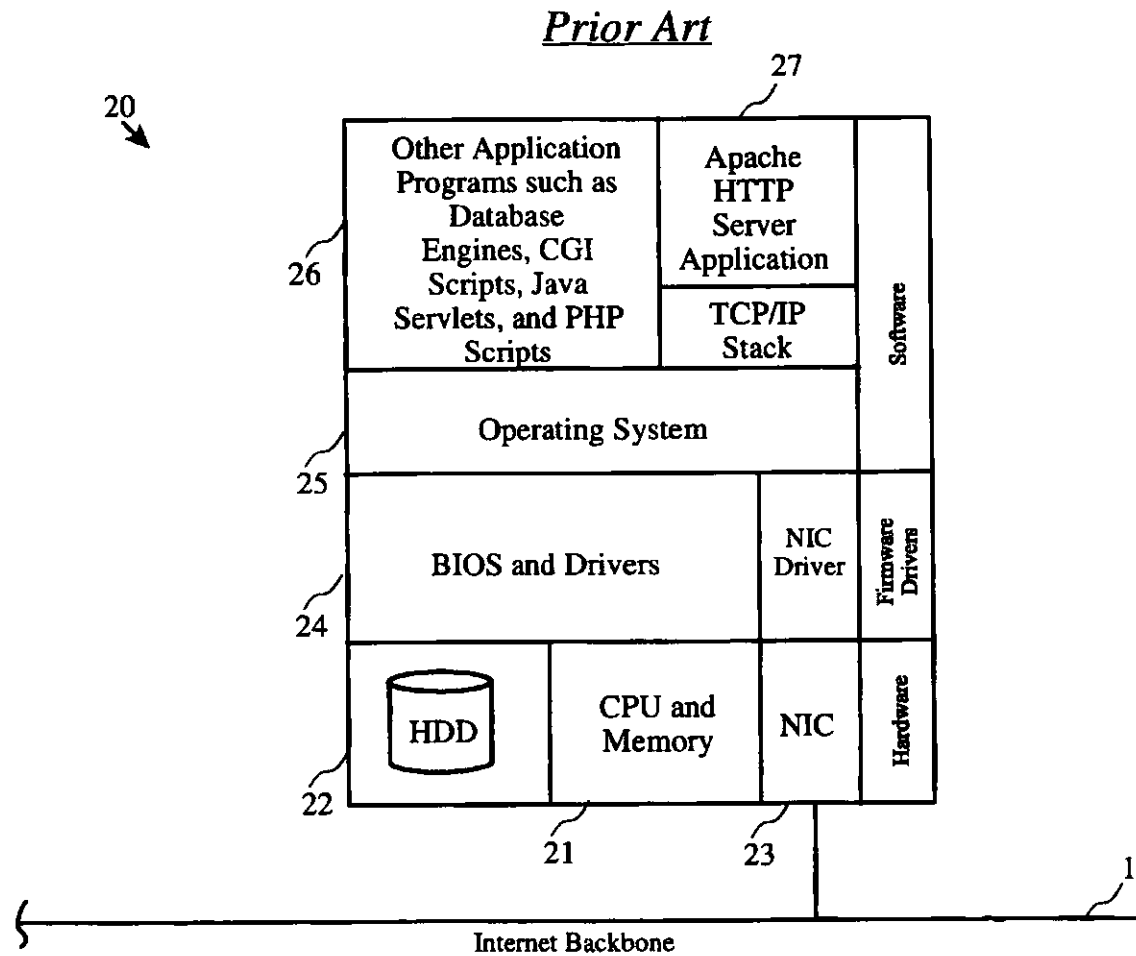 Prior Art
27
20
Other Application
Programs such as
Database
Engines, CGI
Scripts, Java
Servlets, and PHP
Scripts
Apache
HTTP
Server
Application
26
TCP/IP
Stack
Software
Operating System
25
BIOS and Drivers
NIC
Driver
Firmware
Drivers
24
HDD
CPU and
Memory
NIC
Hardware
22
21
23
1
Internet Backbone